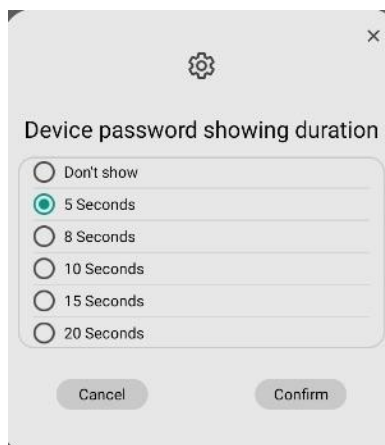 Device password showing duration
Don't show
5 Seconds
8 Seconds
10 Seconds
15 Seconds
20 Seconds
Cancel
Confirm